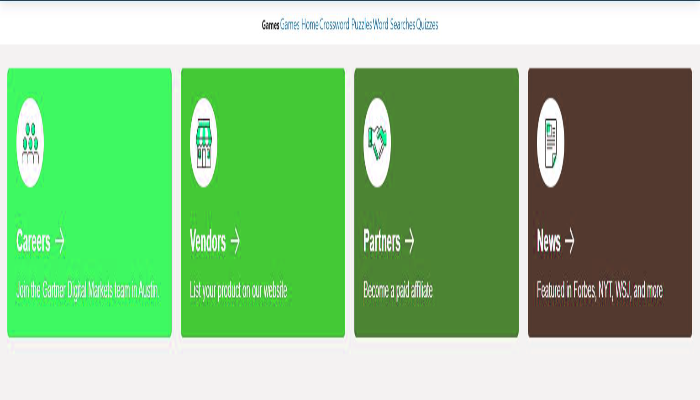 Games Games Home Crossword Puzzles Word Searches Quizzes
Careers →
Join the Gartner Digital Markets team in Austin.
Vendors →
List your product on our website
Partners →
Become a paid affiliate
News →
Featured in Forbes, NYT, WSJ, and more